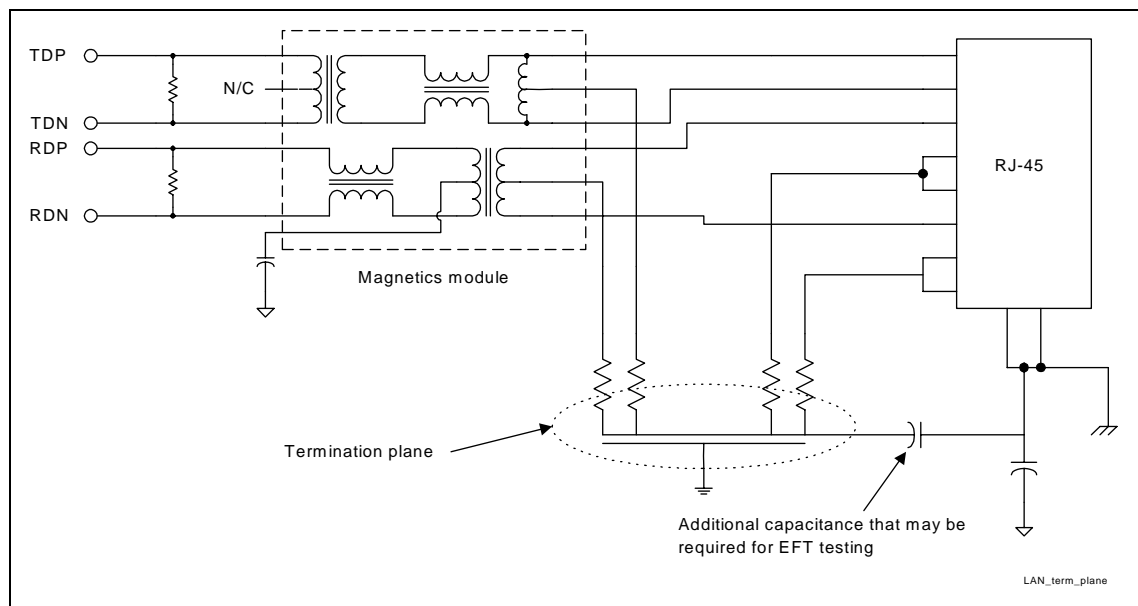 TDP
N/C
TDN
RDP
RDN
RJ-45
Magnetics module
Termination plane
Additional capacitance that may be
required for EFT testing
LAN_term_plane